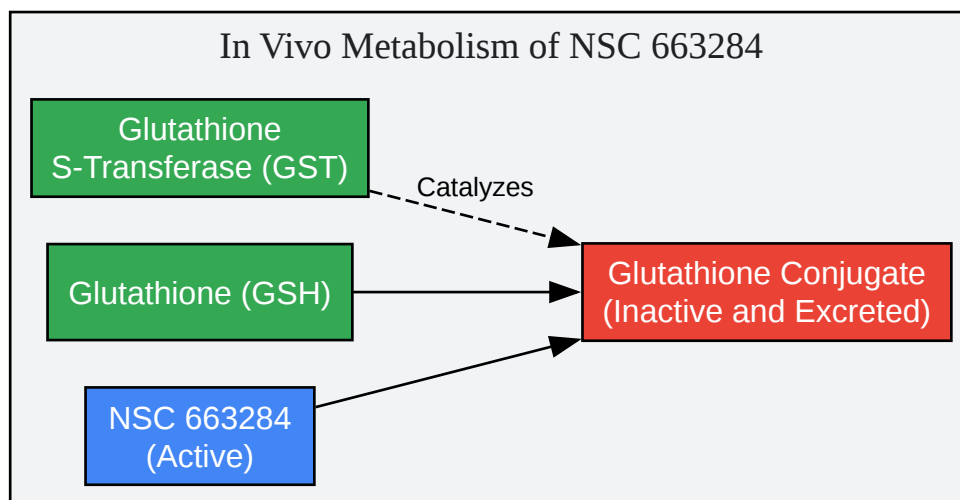 In Vivo Metabolism of NSC 663284
Glutathione
S-Transferase (GST)
Catalyzes
Glutathione (GSH)
Glutathione Conjugate
(Inactive and Excreted)
NSC 663284
(Active)